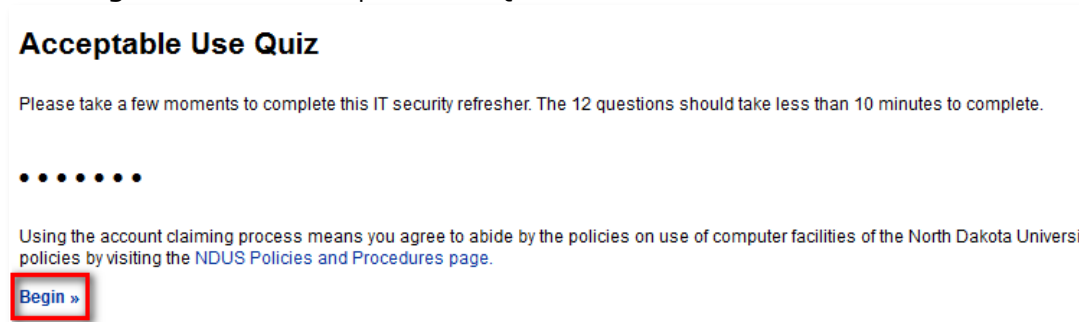 Acceptable Use Quiz
Please take a few moments to complete this IT security refresher. The 12 questions should take less than 10 minutes to complete.
• • • • • • •
Using the account claiming process means you agree to abide by the policies on use of computer facilities of the North Dakota Universi
policies by visiting the NDUS Policies and Procedures page.
Begin »